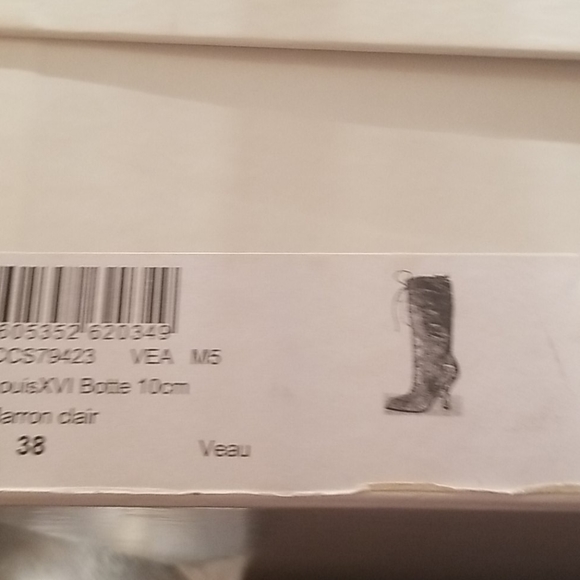 605352 620349
CCS79423 VEA M5
ouisXVI Botte 10cm
arron clair
38 Veau